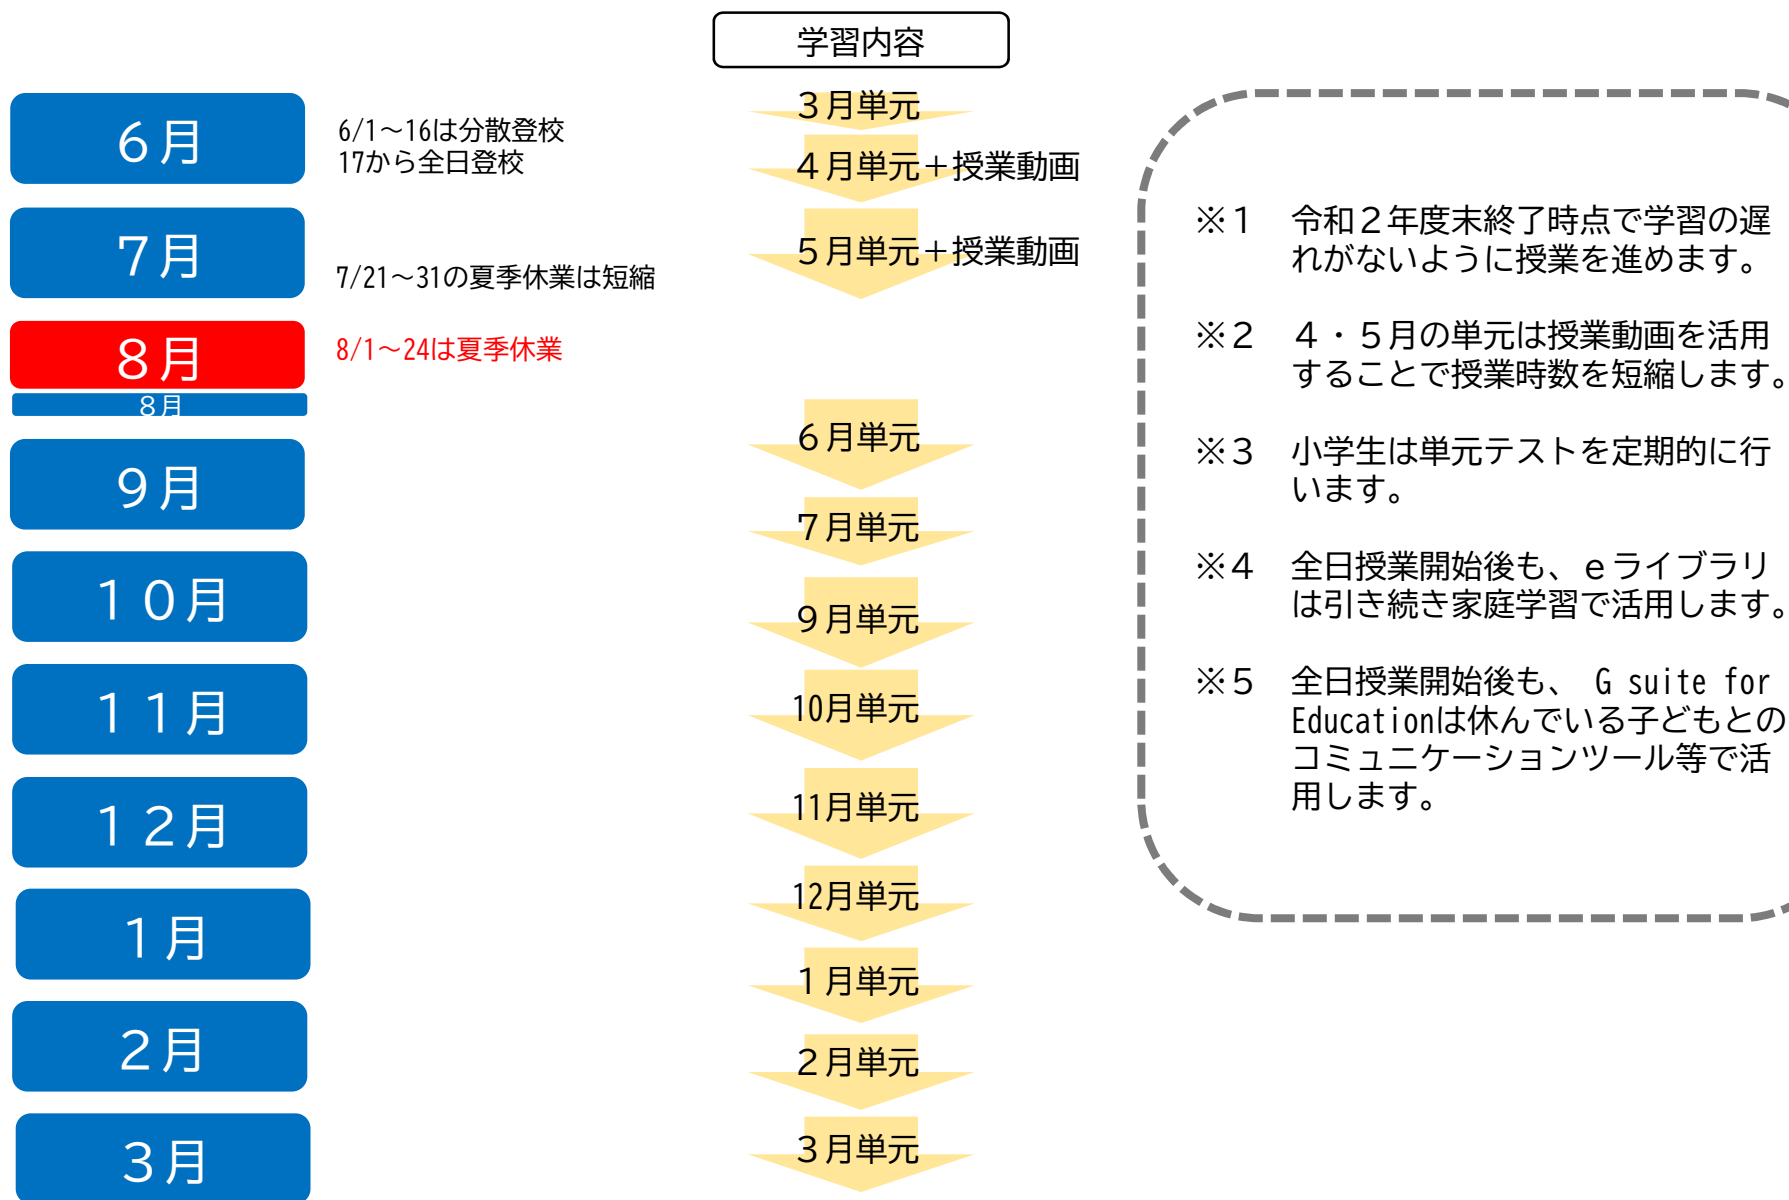 学習内容
６月
6/1～16は分散登校
17から全日登校
３月単元
４月単元＋授業動画
７月
7/21～31の夏季休業は短縮
５月単元＋授業動画
８月
8/1～24は夏季休業
８月
６月単元
９月
７月単元
１０月
９月単元
１１月
10月単元
１２月
11月単元
１月
12月単元
１月単元
２月
２月単元
３月
３月単元
※１　令和２年度末終了時点で学習の遅
れがないように授業を進めます。
※２　４・５月の単元は授業動画を活用
することで授業時数を短縮します。
※３　小学生は単元テストを定期的に行
います。
※４　全日授業開始後も、ｅライブラリ
は引き続き家庭学習で活用します。
※５　全日授業開始後も、 G suite for
Educationは休んでいる子どもとの
コミュニケーションツール等で活
用します。